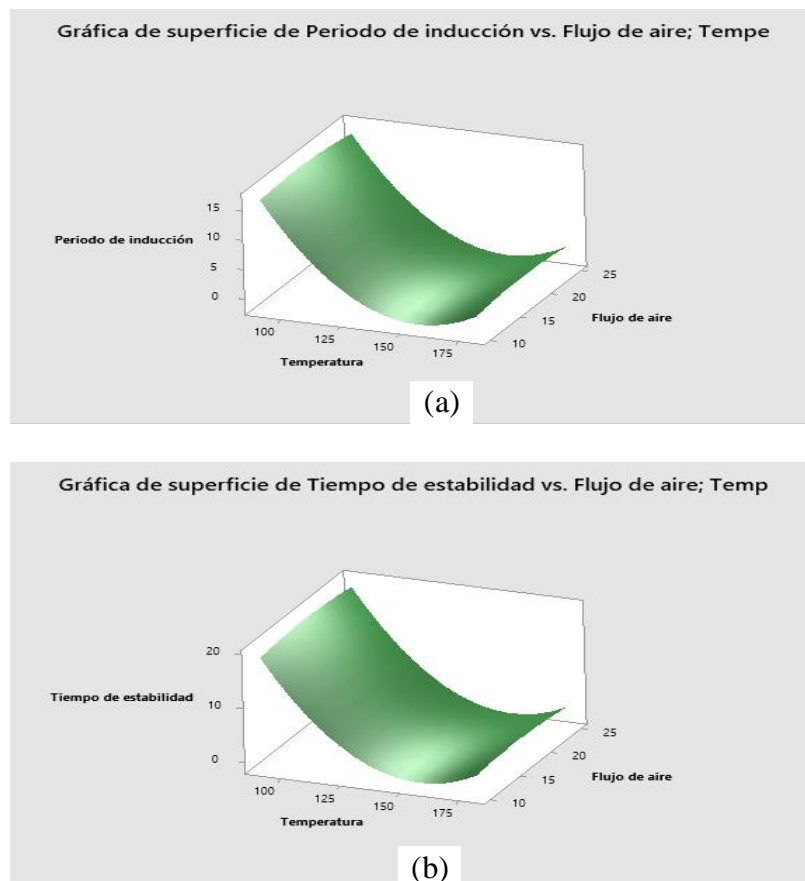 Gráfica de superficie de Periodo de inducción vs. Flujo de aire; Tempe
15
10
5
0
Periodo de inducción
100
125
150
175
Temperatura
10
15
20
25
Flujo de aire
(a)
Gráfica de superficie de Tiempo de estabilidad vs. Flujo de aire; Temp
20
10
0
Tiempo de estabilidad
100
125
150
175
Temperatura
10
15
20
25
Flujo de aire
(b)